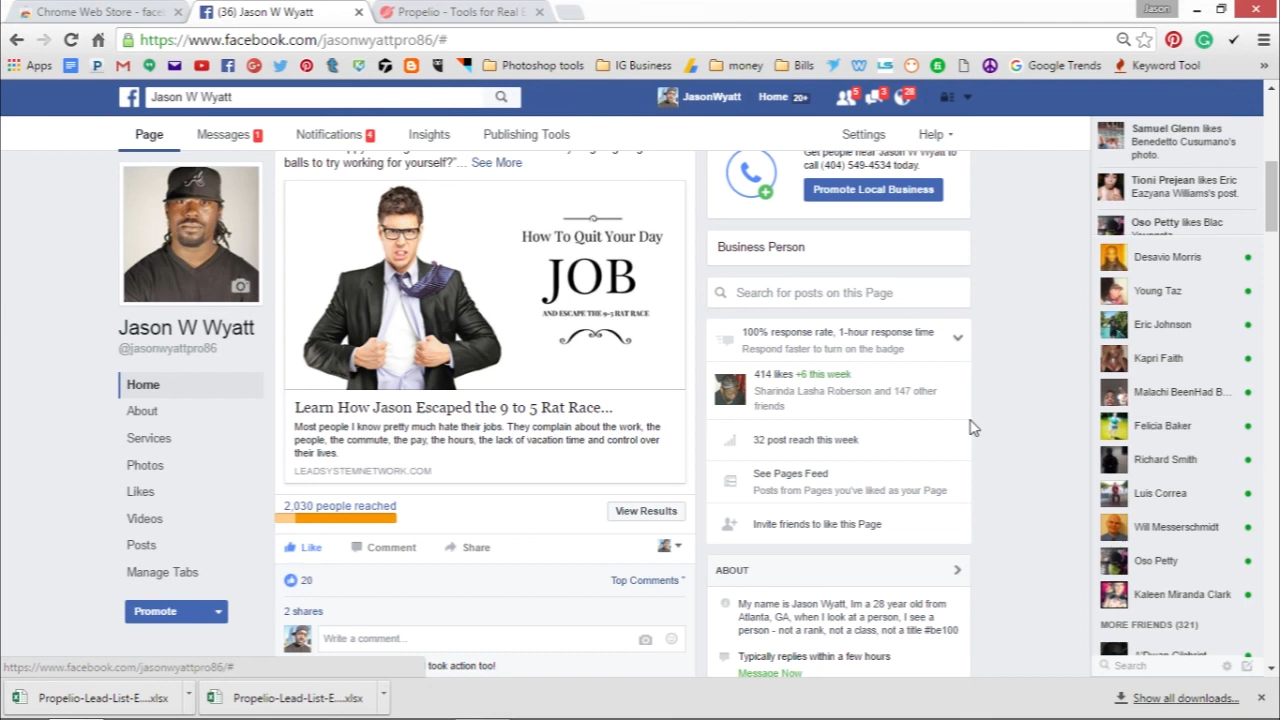 Chrome Web Store - face
(36) Jason W Wyatt
Propelio - Tools for Real E
Jason
https://www.facebook.com/jasonwyattpro86/#
Apps
Photoshop tools
IG Business
money
Bills
Google Trends
Keyword Tool
Jason W Wyatt
JasonWyatt
Home 20+
5
3
28
Page
Messages 1
Notifications 4
Insights
Publishing Tools
Settings
Help
balls to try working for yourself?"... See More
How To Quit Your Day
JOB
AND ESCAPE THE 9-5 RAT RACE
Learn How Jason Escaped the 9 to 5 Rat Race...
Most people I know pretty much hate their jobs. They complain about the work, the
people, the commute, the pay, the hours, the lack of vacation time and control over
their lives.
LEADSYSTEMNETWORK.COM
2,030 people reached
View Results
Like
Comment
Share
20
Top Comments
2 shares
Write a comment...
took action too!
Jason W Wyatt
@jasonwyattpro86
Home
About
Services
Photos
Likes
Videos
Posts
Manage Tabs
Promote
Get people near Jason W Wyatt to
call (404) 549-4534 today.
Promote Local Business
Business Person
Search for posts on this Page
100% response rate, 1-hour response time
Respond faster to turn on the badge
414 likes +6 this week
Sharinda Lasha Roberson and 147 other
friends
32 post reach this week
See Pages Feed
Posts from Pages you've liked as your Page
Invite friends to like this Page
ABOUT
My name is Jason Wyatt, Im a 28 year old from
Atlanta, GA, when I look at a person, I see a
person - not a rank, not a class, not a title #be100
Typically replies within a few hours
Message Now
Samuel Glenn likes
Benedetto Cusumano's
photo.
Tioni Prejean likes Eric
Eazyana Williams's post.
Oso Petty likes Blac
Desavio Morris
Young Taz
Eric Johnson
Kapri Faith
Malachi BeenHad B...
Felicia Baker
Richard Smith
Luis Correa
Will Messerschmidt
Oso Petty
Kaleen Miranda Clark
MORE FRIENDS (321)
Search
https://www.facebook.com/jasonwyattpro86/#
Propelio-Lead-List-E....xlsx
Propelio-Lead-List-E....xlsx
Show all downloads...